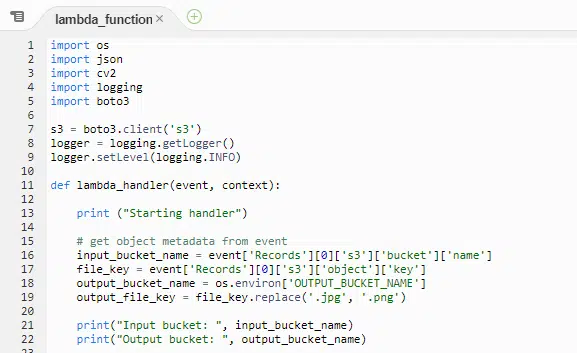 lambda_function ×
1 import os
2 import json
3 import cv2
4 import logging
5 import boto3
6
7 s3 = boto3.client('s3')
8 logger = logging.getLogger()
9 logger.setLevel(logging.INFO)
10
11 def lambda_handler(event, context):
12
13     print ("Starting handler")
14
15     # get object metadata from event
16     input_bucket_name = event['Records'][0]['s3']['bucket']['name']
17     file_key = event['Records'][0]['s3']['object']['key']
18     output_bucket_name = os.environ['OUTPUT_BUCKET_NAME']
19     output_file_key = file_key.replace('.jpg', '.png')
20
21     print("Input bucket: ", input_bucket_name)
22     print("Output bucket: ", output_bucket_name)
23